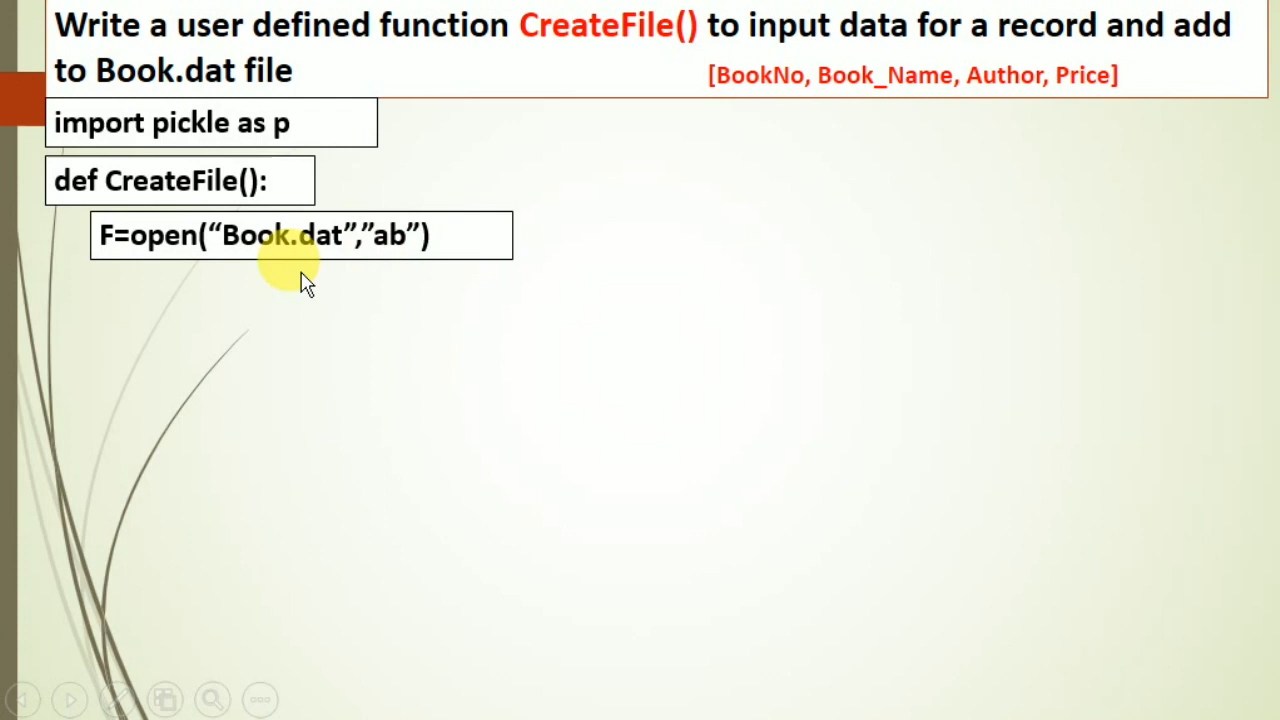 Write a user defined function CreateFile() to input data for a record and add
to Book.dat file
[BookNo, Book_Name, Author, Price]
import pickle as p
def CreateFile():
F=open(“Book.dat”,”ab”)